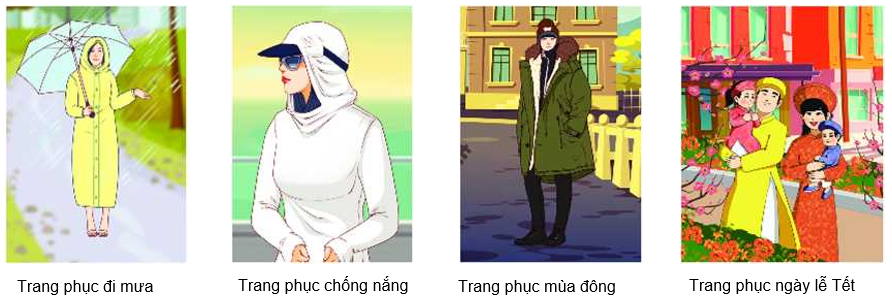 Trang phục đi mưa
Trang phục chống nắng
Trang phục mùa đông
Trang phục ngày lễ Tết